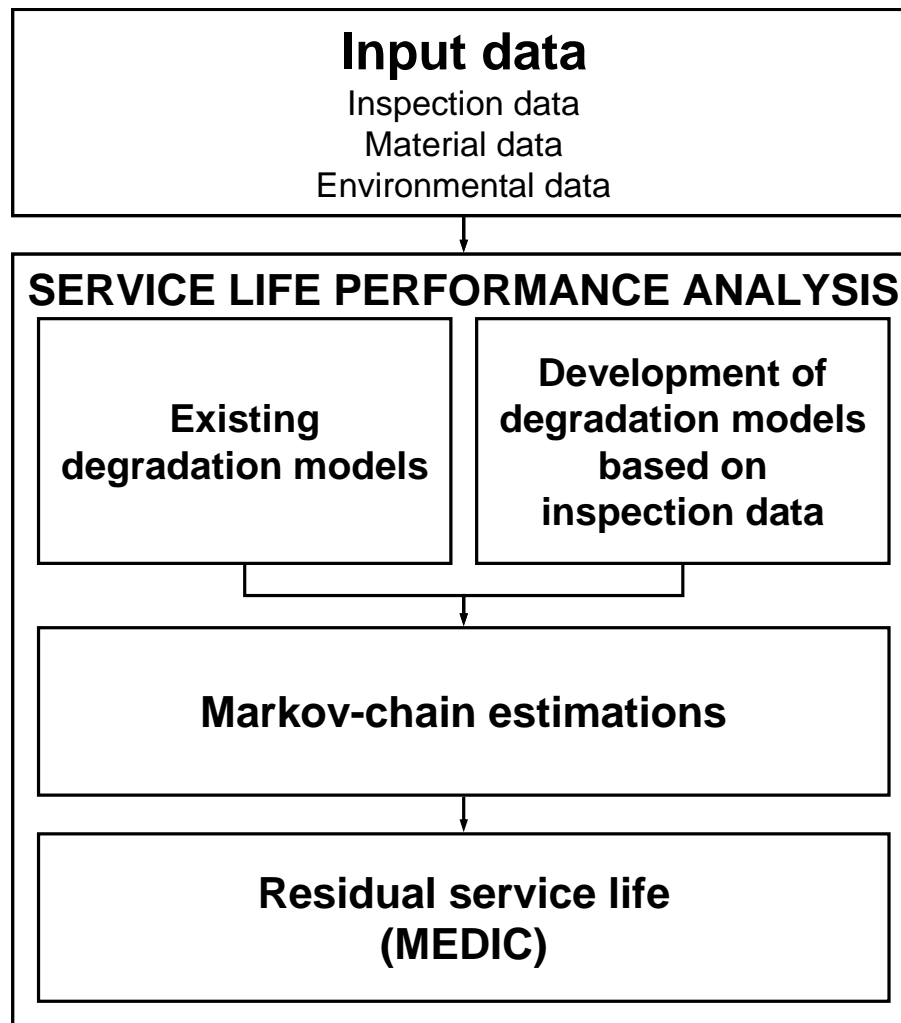 Input data
Inspection data
Material data
Environmental data
SERVICE LIFE PERFORMANCE ANALYSIS
Existing
degradation models
Development of
degradation models
based on
inspection data
Markov-chain estimations
Residual service life
(MEDIC)